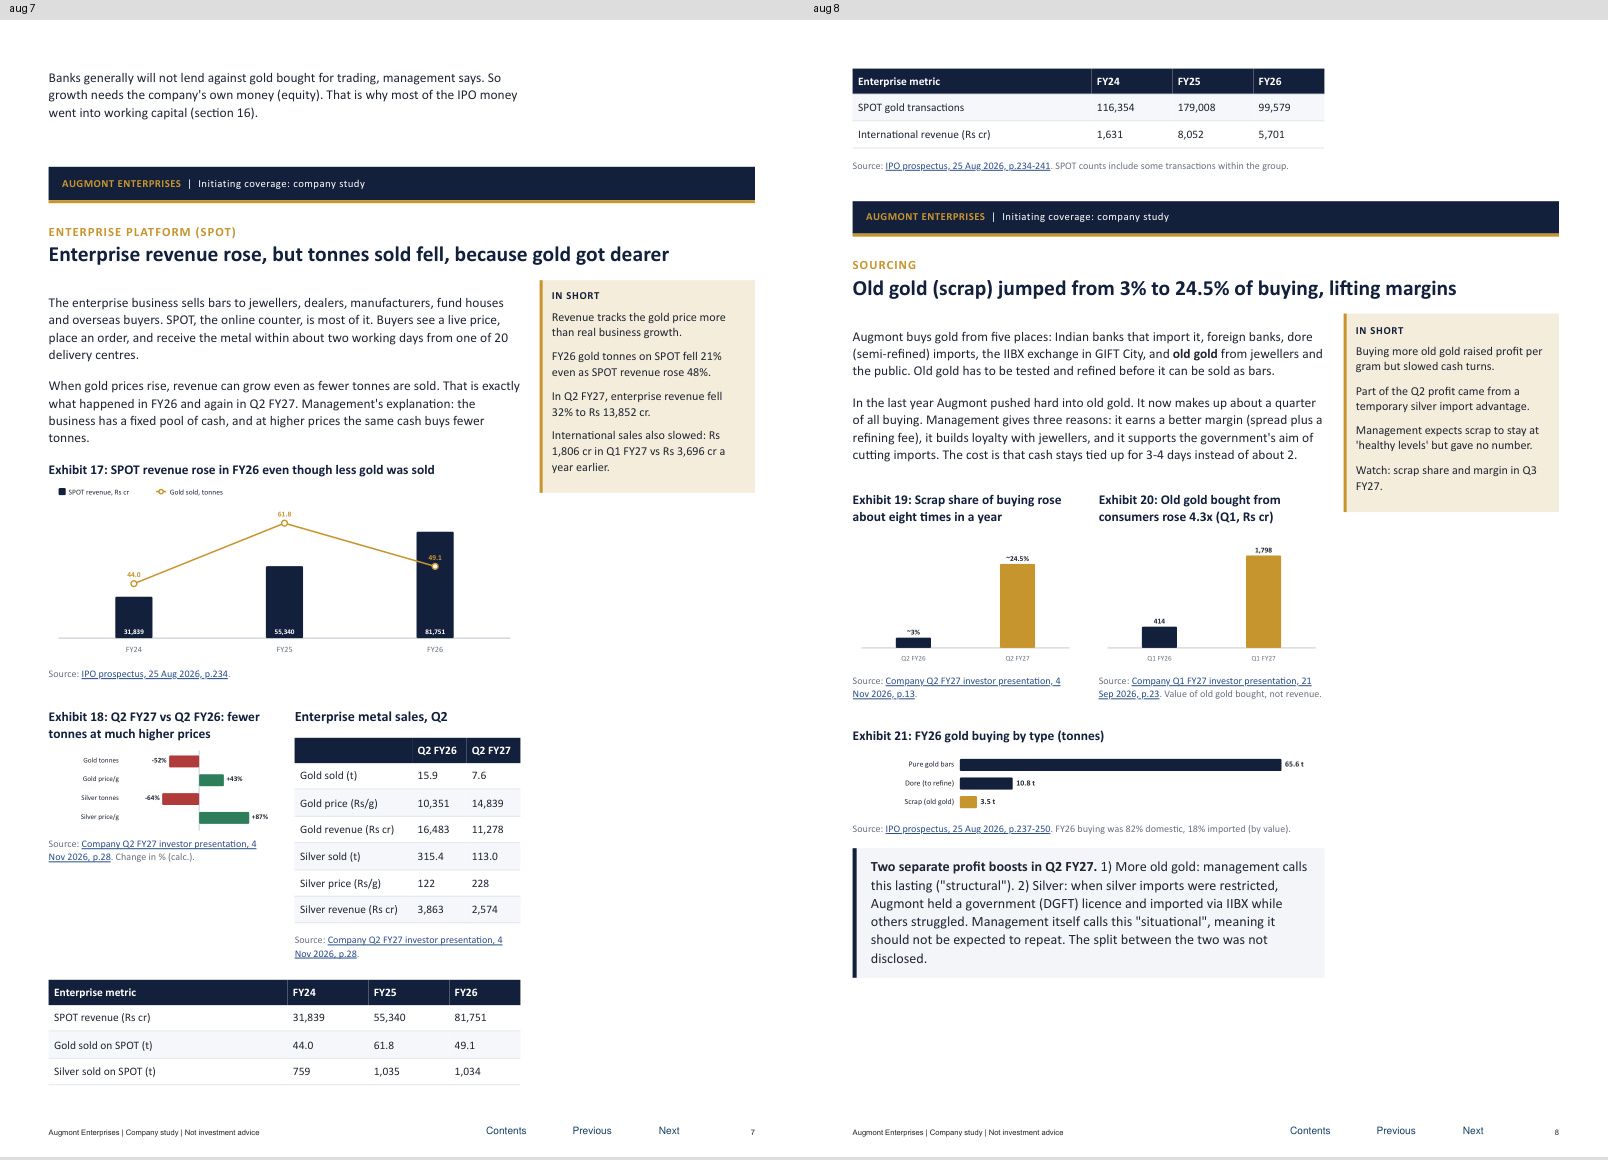 aug 7
Banks generally will not lend against gold bought for trading, management says. So
growth needs the company's own money (equity). That is why most of the IPO money
went into working capital (section 16).
AUGMONT ENTERPRISES | Initiating coverage: company study
ENTERPRISE PLATFORM (SPOT)
Enterprise revenue rose, but tonnes sold fell, because gold got dearer
The enterprise business sells bars to jewellers, dealers, manufacturers, fund houses
and overseas buyers. SPOT, the online counter, is most of it. Buyers see a live price,
place an order, and receive the metal within about two working days from one of 20
delivery centres.
When gold prices rise, revenue can grow even as fewer tonnes are sold. That is exactly
what happened in FY26 and again in Q2 FY27. Management's explanation: the
business has a fixed pool of cash, and at higher prices the same cash buys fewer
tonnes.
IN SHORT
Revenue tracks the gold price more
than real business growth.
FY26 gold tonnes on SPOT fell 21%
even as SPOT revenue rose 48%.
In Q2 FY27, enterprise revenue fell
32% to Rs 13,852 cr.
International sales also slowed: Rs
1,806 cr in Q1 FY27 vs Rs 3,696 cr a
year earlier.
Exhibit 17: SPOT revenue rose in FY26 even though less gold was sold
SPOT revenue, Rs cr Gold sold, tonnes
44.0 61.8 49.1
31,839 55,340 81,751
FY24 FY25 FY26
Source: IPO prospectus, 25 Aug 2026, p.234.
Exhibit 18: Q2 FY27 vs Q2 FY26: fewer
tonnes at much higher prices
Gold tonnes -52%
Gold price/g +43%
Silver tonnes -64%
Silver price/g +87%
Source: Company Q2 FY27 investor presentation, 4
Nov 2026, p.28. Change in % (calc.).
Enterprise metal sales, Q2
Q2 FY26 Q2 FY27
Gold sold (t) 15.9 7.6
Gold price (Rs/g) 10,351 14,839
Gold revenue (Rs cr) 16,483 11,278
Silver sold (t) 315.4 113.0
Silver price (Rs/g) 122 228
Silver revenue (Rs cr) 3,863 2,574
Source: Company Q2 FY27 investor presentation, 4
Nov 2026, p.28.
Enterprise metric FY24 FY25 FY26
SPOT revenue (Rs cr) 31,839 55,340 81,751
Gold sold on SPOT (t) 44.0 61.8 49.1
Silver sold on SPOT (t) 759 1,035 1,034
Augmont Enterprises | Company study | Not investment advice Contents Previous Next 7
aug 8
Enterprise metric FY24 FY25 FY26
SPOT gold transactions 116,354 179,008 99,579
International revenue (Rs cr) 1,631 8,052 5,701
Source: IPO prospectus, 25 Aug 2026, p.234-241. SPOT counts include some transactions within the group.
AUGMONT ENTERPRISES | Initiating coverage: company study
SOURCING
Old gold (scrap) jumped from 3% to 24.5% of buying, lifting margins
Augmont buys gold from five places: Indian banks that import it, foreign banks, dore
(semi-refined) imports, the IIBX exchange in GIFT City, and old gold from jewellers and
the public. Old gold has to be tested and refined before it can be sold as bars.
In the last year Augmont pushed hard into old gold. It now makes up about a quarter
of all buying. Management gives three reasons: it earns a better margin (spread plus a
refining fee), it builds loyalty with jewellers, and it supports the government's aim of
cutting imports. The cost is that cash stays tied up for 3-4 days instead of about 2.
IN SHORT
Buying more old gold raised profit per
gram but slowed cash turns.
Part of the Q2 profit came from a
temporary silver import advantage.
Management expects scrap to stay at
'healthy levels' but gave no number.
Watch: scrap share and margin in Q3
FY27.
Exhibit 19: Scrap share of buying rose
about eight times in a year
~3% ~24.5%
Q2 FY26 Q2 FY27
Source: Company Q2 FY27 investor presentation, 4
Nov 2026, p.13.
Exhibit 20: Old gold bought from
consumers rose 4.3x (Q1, Rs cr)
414 1,798
Q1 FY26 Q1 FY27
Source: Company Q1 FY27 investor presentation, 21
Sep 2026, p.23. Value of old gold bought, not revenue.
Exhibit 21: FY26 gold buying by type (tonnes)
Pure gold bars 65.6 t
Dore (to refine) 10.8 t
Scrap (old gold) 3.5 t
Source: IPO prospectus, 25 Aug 2026, p.237-250. FY26 buying was 82% domestic, 18% imported (by value).
Two separate profit boosts in Q2 FY27. 1) More old gold: management calls
this lasting ("structural"). 2) Silver: when silver imports were restricted,
Augmont held a government (DGFT) licence and imported via IIBX while
others struggled. Management itself calls this "situational", meaning it
should not be expected to repeat. The split between the two was not
disclosed.
Augmont Enterprises | Company study | Not investment advice Contents Previous Next 8